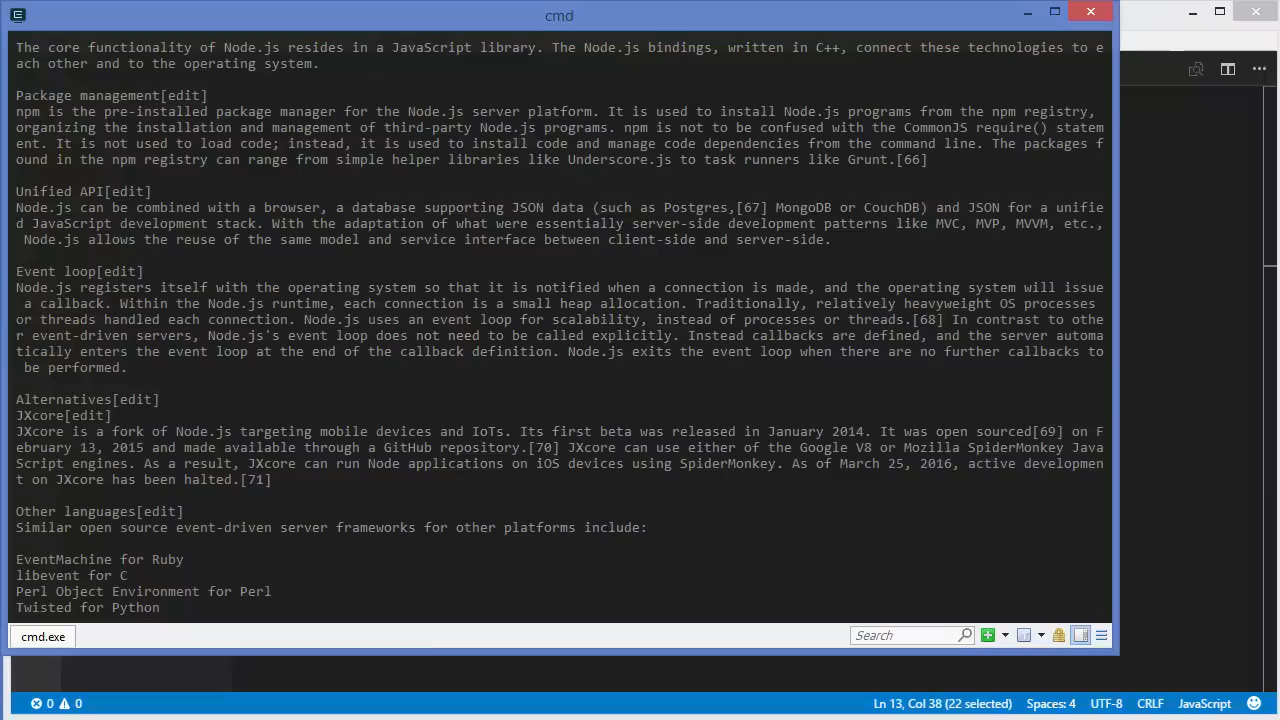 cmd
The core functionality of Node.js resides in a JavaScript library. The Node.js bindings, written in C++, connect these technologies to e
ach other and to the operating system.
Package management[edit]
npm is the pre-installed package manager for the Node.js server platform. It is used to install Node.js programs from the npm registry,
organizing the installation and management of third-party Node.js programs. npm is not to be confused with the CommonJS require() statem
ent. It is not used to load code; instead, it is used to install code and manage code dependencies from the command line. The packages f
ound in the npm registry can range from simple helper libraries like Underscore.js to task runners like Grunt.[66]
Unified API[edit]
Node.js can be combined with a browser, a database supporting JSON data (such as Postgres,[67] MongoDB or CouchDB) and JSON for a unifie
d JavaScript development stack. With the adaptation of what were essentially server-side development patterns like MVC, MVP, MVVM, etc.,
Node.js allows the reuse of the same model and service interface between client-side and server-side.
Event loop[edit]
Node.js registers itself with the operating system so that it is notified when a connection is made, and the operating system will issue
a callback. Within the Node.js runtime, each connection is a small heap allocation. Traditionally, relatively heavyweight OS processes
or threads handled each connection. Node.js uses an event loop for scalability, instead of processes or threads.[68] In contrast to othe
r event-driven servers, Node.js's event loop does not need to be called explicitly. Instead callbacks are defined, and the server automa
tically enters the event loop at the end of the callback definition. Node.js exits the event loop when there are no further callbacks to
be performed.
Alternatives[edit]
JXcore[edit]
JXcore is a fork of Node.js targeting mobile devices and IoTs. Its first beta was released in January 2014. It was open sourced[69] on F
ebruary 13, 2015 and made available through a GitHub repository.[70] JXcore can use either of the Google V8 or Mozilla SpiderMonkey Java
Script engines. As a result, JXcore can run Node applications on iOS devices using SpiderMonkey. As of March 25, 2016, active developmen
t on JXcore has been halted.[71]
Other languages[edit]
Similar open source event-driven server frameworks for other platforms include:
EventMachine for Ruby
libevent for C
Perl Object Environment for Perl
Twisted for Python
cmd.exe
Search
0 0
Ln 13, Col 38 (22 selected) Spaces: 4 UTF-8 CRLF JavaScript